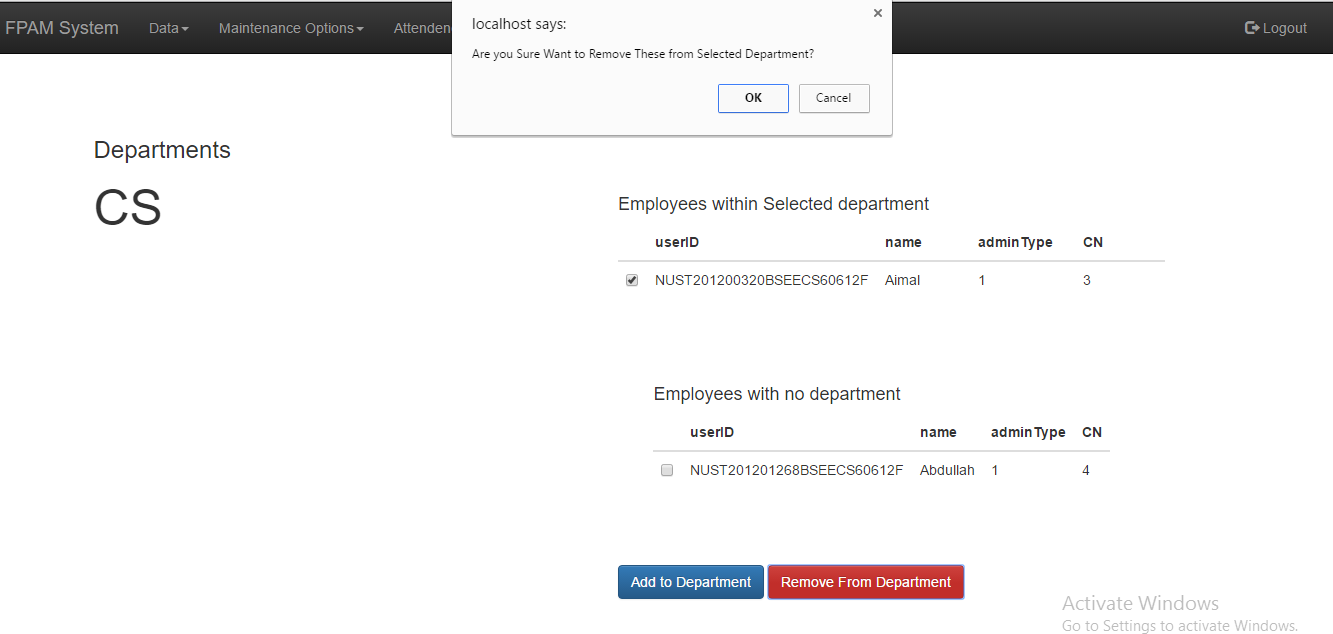 FPAM System Data Maintenance Options Attenden Logout
localhost says:
Are you Sure Want to Remove These from Selected Department?
OK Cancel
Departments
CS
Employees within Selected department
userID name adminType CN
NUST201200320BSEECS60612F Aimal 1 3
Employees with no department
userID name adminType CN
NUST201201268BSEECS60612F Abdullah 1 4
Add to Department Remove From Department
Activate Windows
Go to Settings to activate Windows.